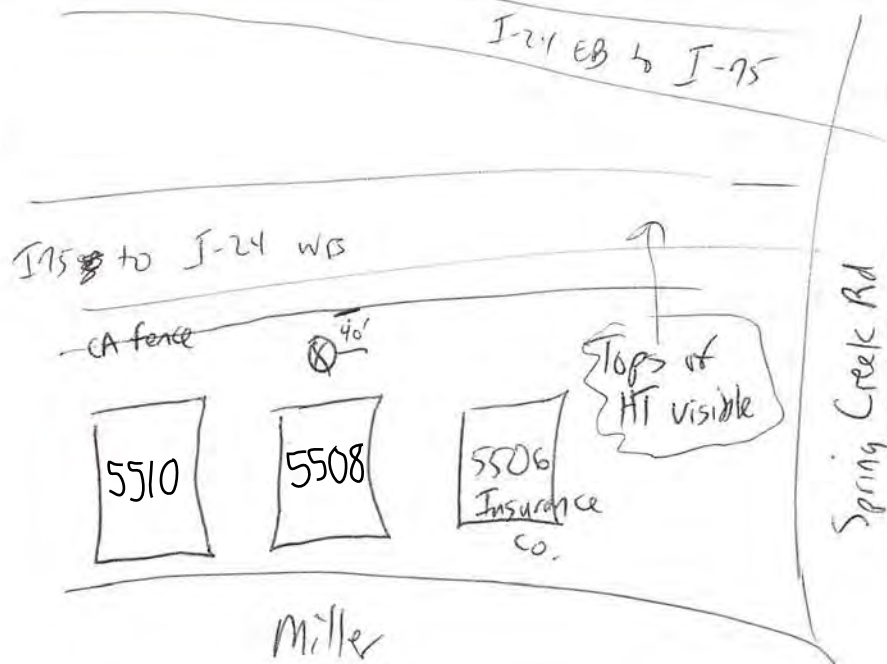 I-24 EB to I-75
I75 to I-24 WB
CA fence
40'
X
Tops of
HT visible
Spring Creek Rd
5510
5508
5506
Insurance
Co.
Miller